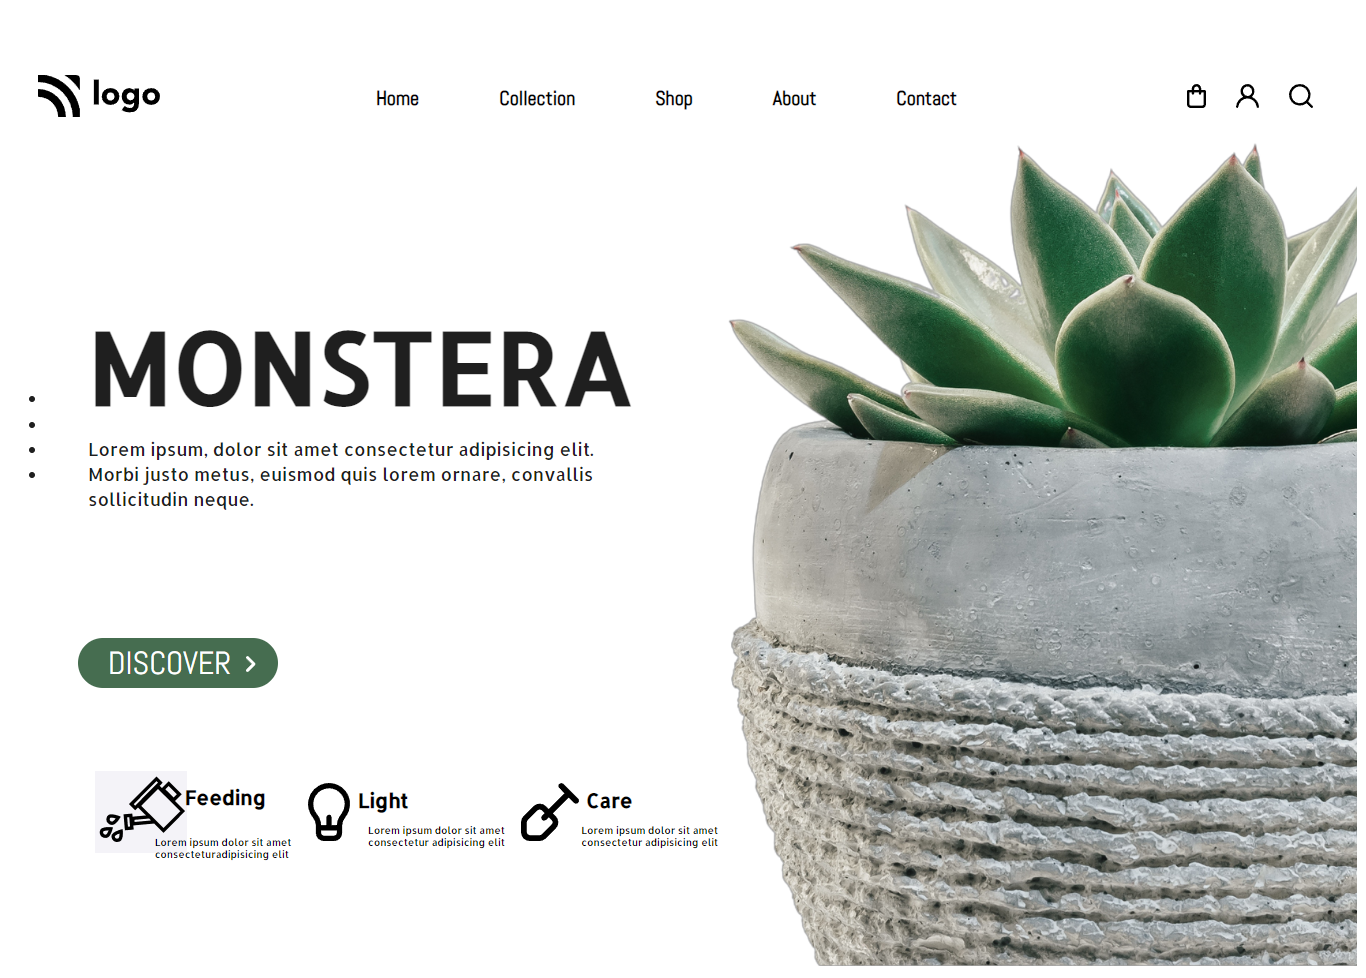 logo
Home
Collection
Shop
About
Contact
MONSTERA
Lorem ipsum, dolor sit amet consectetur adipisicing elit.
Morbi justo metus, euismod quis lorem ornare, convallis
sollicitudin neque.
DISCOVER
Feeding
Lorem ipsum dolor sit amet
consecteturadipisicing elit
Light
Lorem ipsum dolor sit amet
consectetur adipisicing elit
Care
Lorem ipsum dolor sit amet
consectetur adipisicing elit